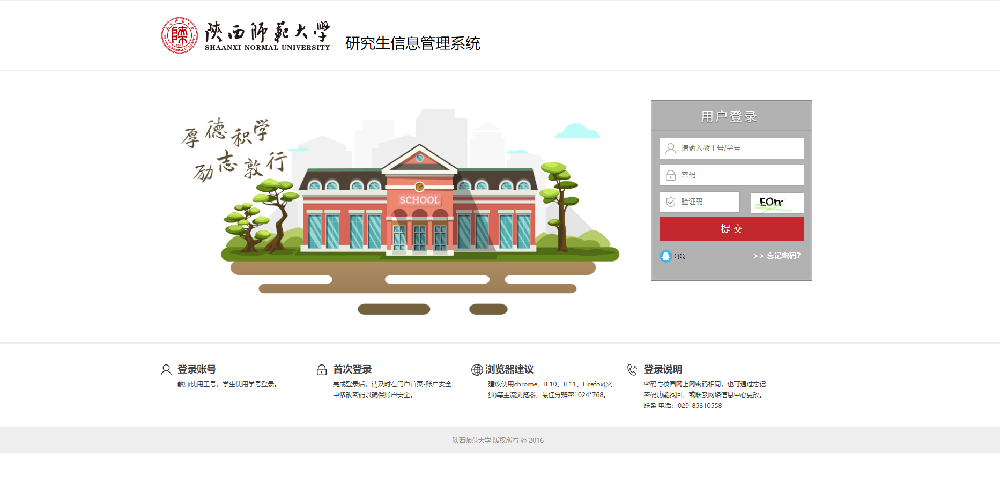 陕西师范大学
SHAANXI NORMAL UNIVERSITY
1944
研究生信息管理系统
厚德积学
励志敦行
SCHOOL
用户登录
请输入教工号/学号
密码
验证码
EOrr
提 交
QQ
>> 忘记密码?
登录账号
教师使用工号，学生使用学号登录。
首次登录
完成登录后，请及时在门户首页-账户安全
中修改密码以确保账户安全。
浏览器建议
建议使用chrome、IE10、IE11、Firefox(火
狐)等主流浏览器，最佳分辨率1024*768。
登录说明
密码与校园网上网密码相同，也可通过忘记
密码功能找回，或联系网络信息中心更改。
联系 电话：029-85310558
陕西师范大学 版权所有 © 2016